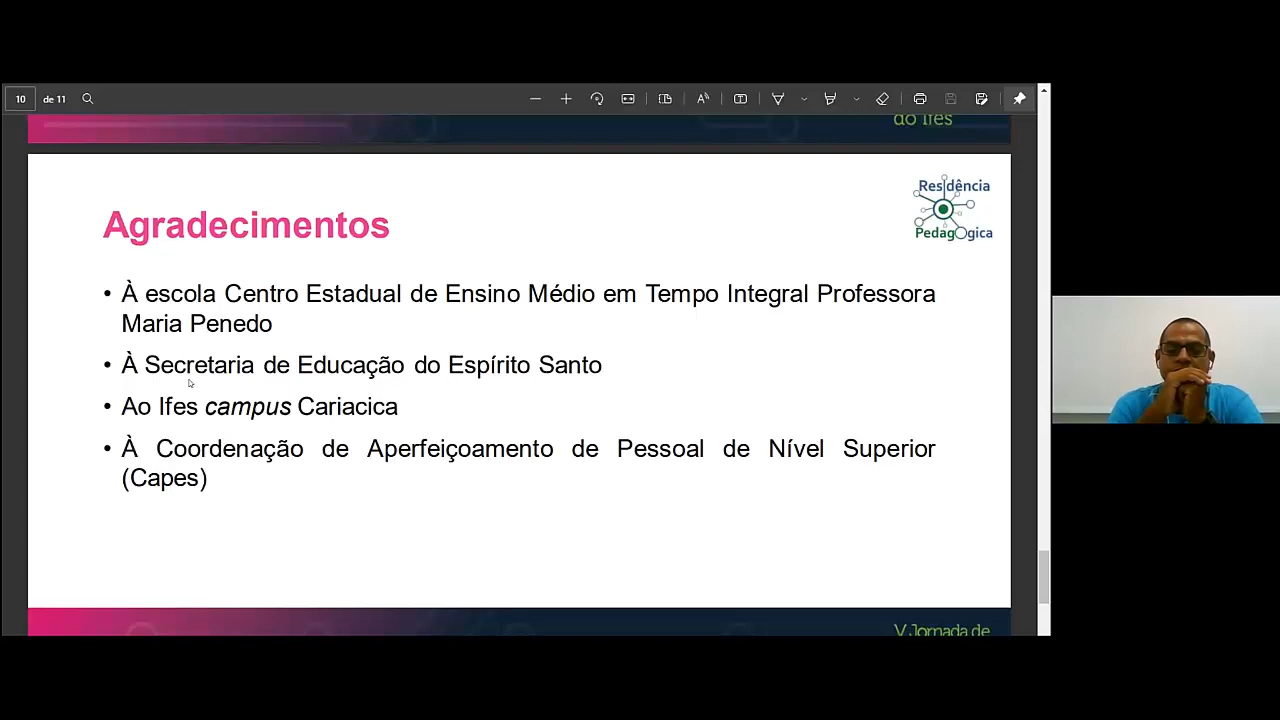 10 de 11
do Ifes
Residência
Pedagógica
Agradecimentos
• À escola Centro Estadual de Ensino Médio em Tempo Integral Professora
Maria Penedo
• À Secretaria de Educação do Espírito Santo
• Ao Ifes campus Cariacica
• À Coordenação de Aperfeiçoamento de Pessoal de Nível Superior
(Capes)
V Jornada de